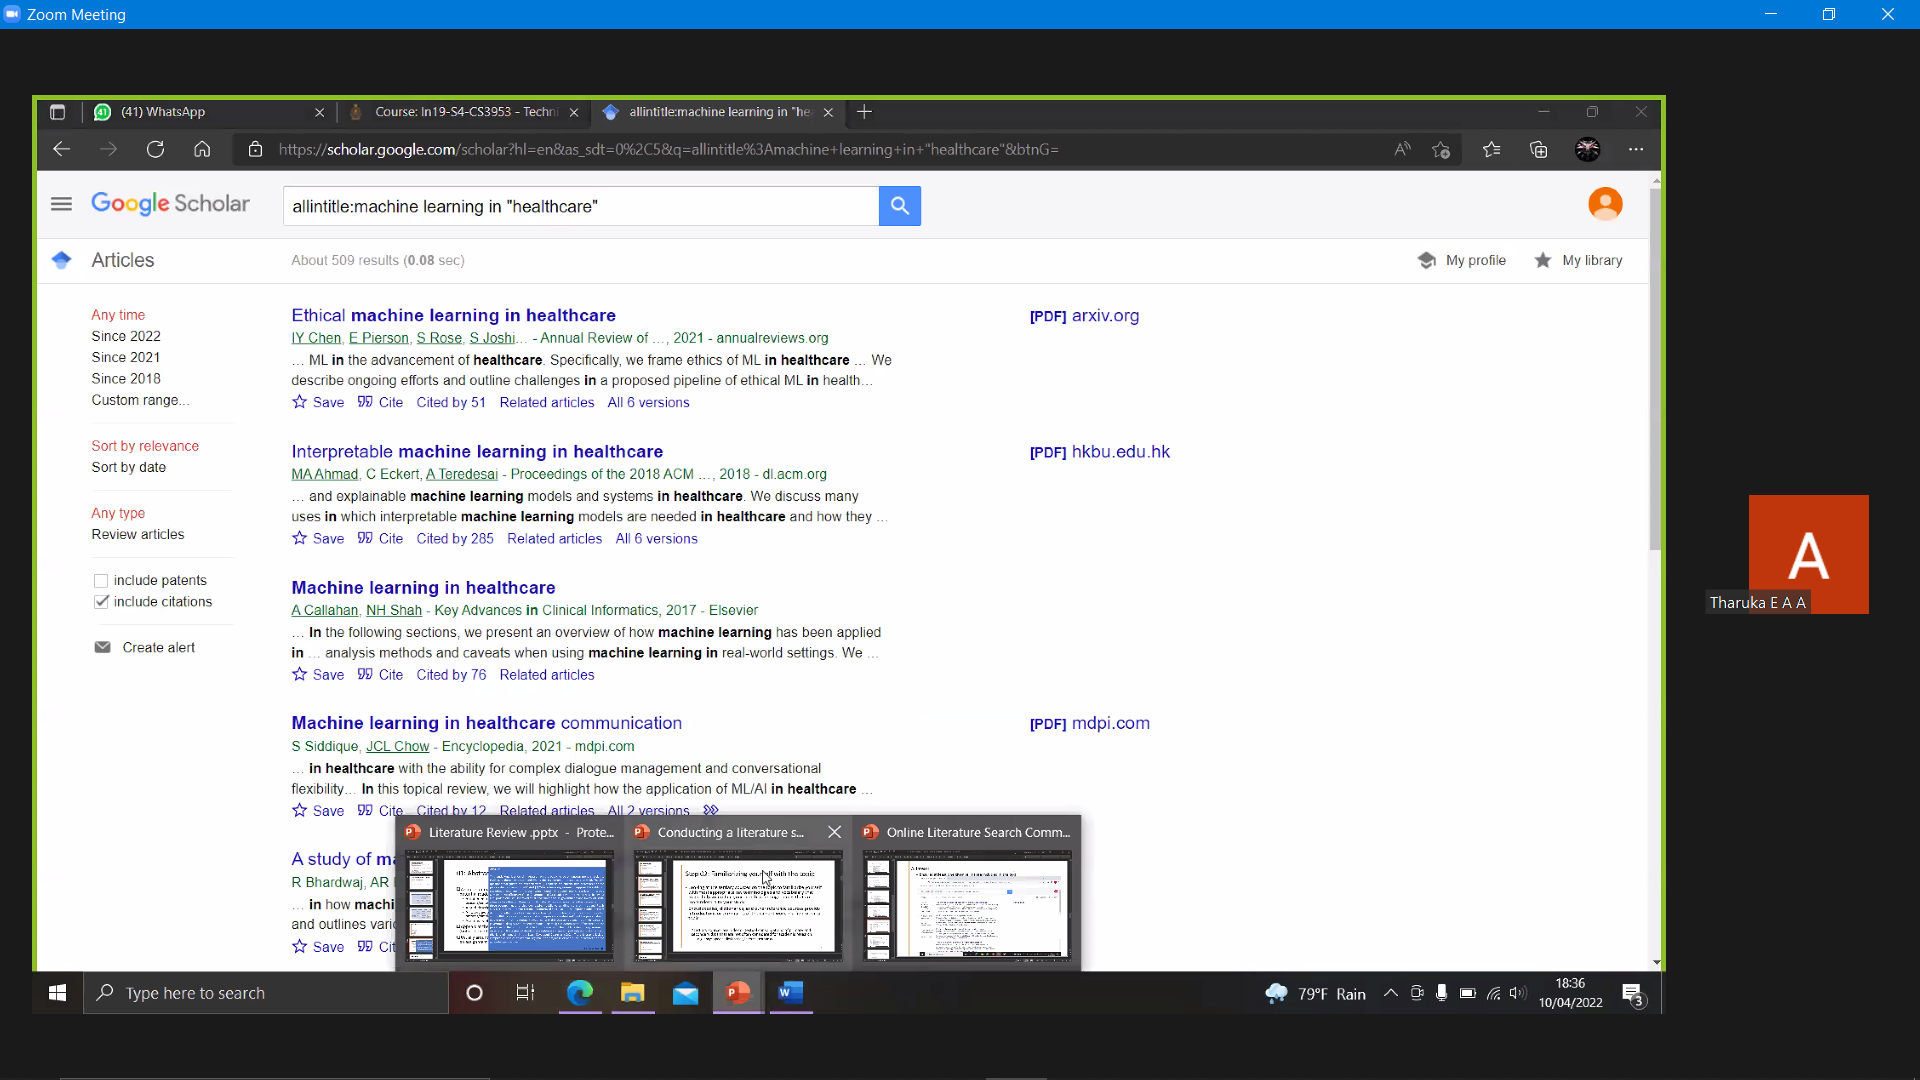 Zoom Meeting
(41) WhatsApp
Course: In19-S4-CS3953 - Techni
allintitle:machine learning in "hea
https://scholar.google.com/scholar?hl=en&as_sdt=0%2C5&q=allintitle%3Amachine+learning+in+"healthcare"&btnG=
Google Scholar
allintitle:machine learning in "healthcare"
Articles
About 509 results (0.08 sec)
My profile
My library
Any time
Since 2022
Since 2021
Since 2018
Custom range...
Sort by relevance
Sort by date
Any type
Review articles
include patents
include citations
Create alert
Ethical machine learning in healthcare
[PDF] arxiv.org
IY Chen, E Pierson, S Rose, S Joshi... - Annual Review of ..., 2021 - annualreviews.org
... ML in the advancement of healthcare. Specifically, we frame ethics of ML in healthcare ... We
describe ongoing efforts and outline challenges in a proposed pipeline of ethical ML in health...
Save Cite Cited by 51 Related articles All 6 versions
Interpretable machine learning in healthcare
[PDF] hkbu.edu.hk
MA Ahmad, C Eckert, A Teredesai - Proceedings of the 2018 ACM ..., 2018 - dl.acm.org
... and explainable machine learning models and systems in healthcare. We discuss many
uses in which interpretable machine learning models are needed in healthcare and how they ...
Save Cite Cited by 285 Related articles All 6 versions
Machine learning in healthcare
A Callahan, NH Shah - Key Advances in Clinical Informatics, 2017 - Elsevier
... In the following sections, we present an overview of how machine learning has been applied
in ... analysis methods and caveats when using machine learning in real-world settings. We ...
Save Cite Cited by 76 Related articles
Machine learning in healthcare communication
[PDF] mdpi.com
S Siddique, JCL Chow - Encyclopedia, 2021 - mdpi.com
... in healthcare with the ability for complex dialogue management and conversational
flexibility... In this topical review, we will highlight how the application of ML/AI in healthcare ...
Save Cite Cited by 12 Related articles All 2 versions
A study of ma
R Bhardwaj, AR
... in how machi
and outlines vario
Save Cit
Literature Review .pptx - Prote...
Conducting a literature s...
Online Literature Search Comm...
01: Abstra
Step 02: Familiarizing yourself with the topic
A
Tharuka E A A
Type here to search
79°F Rain
18:36
10/04/2022
3